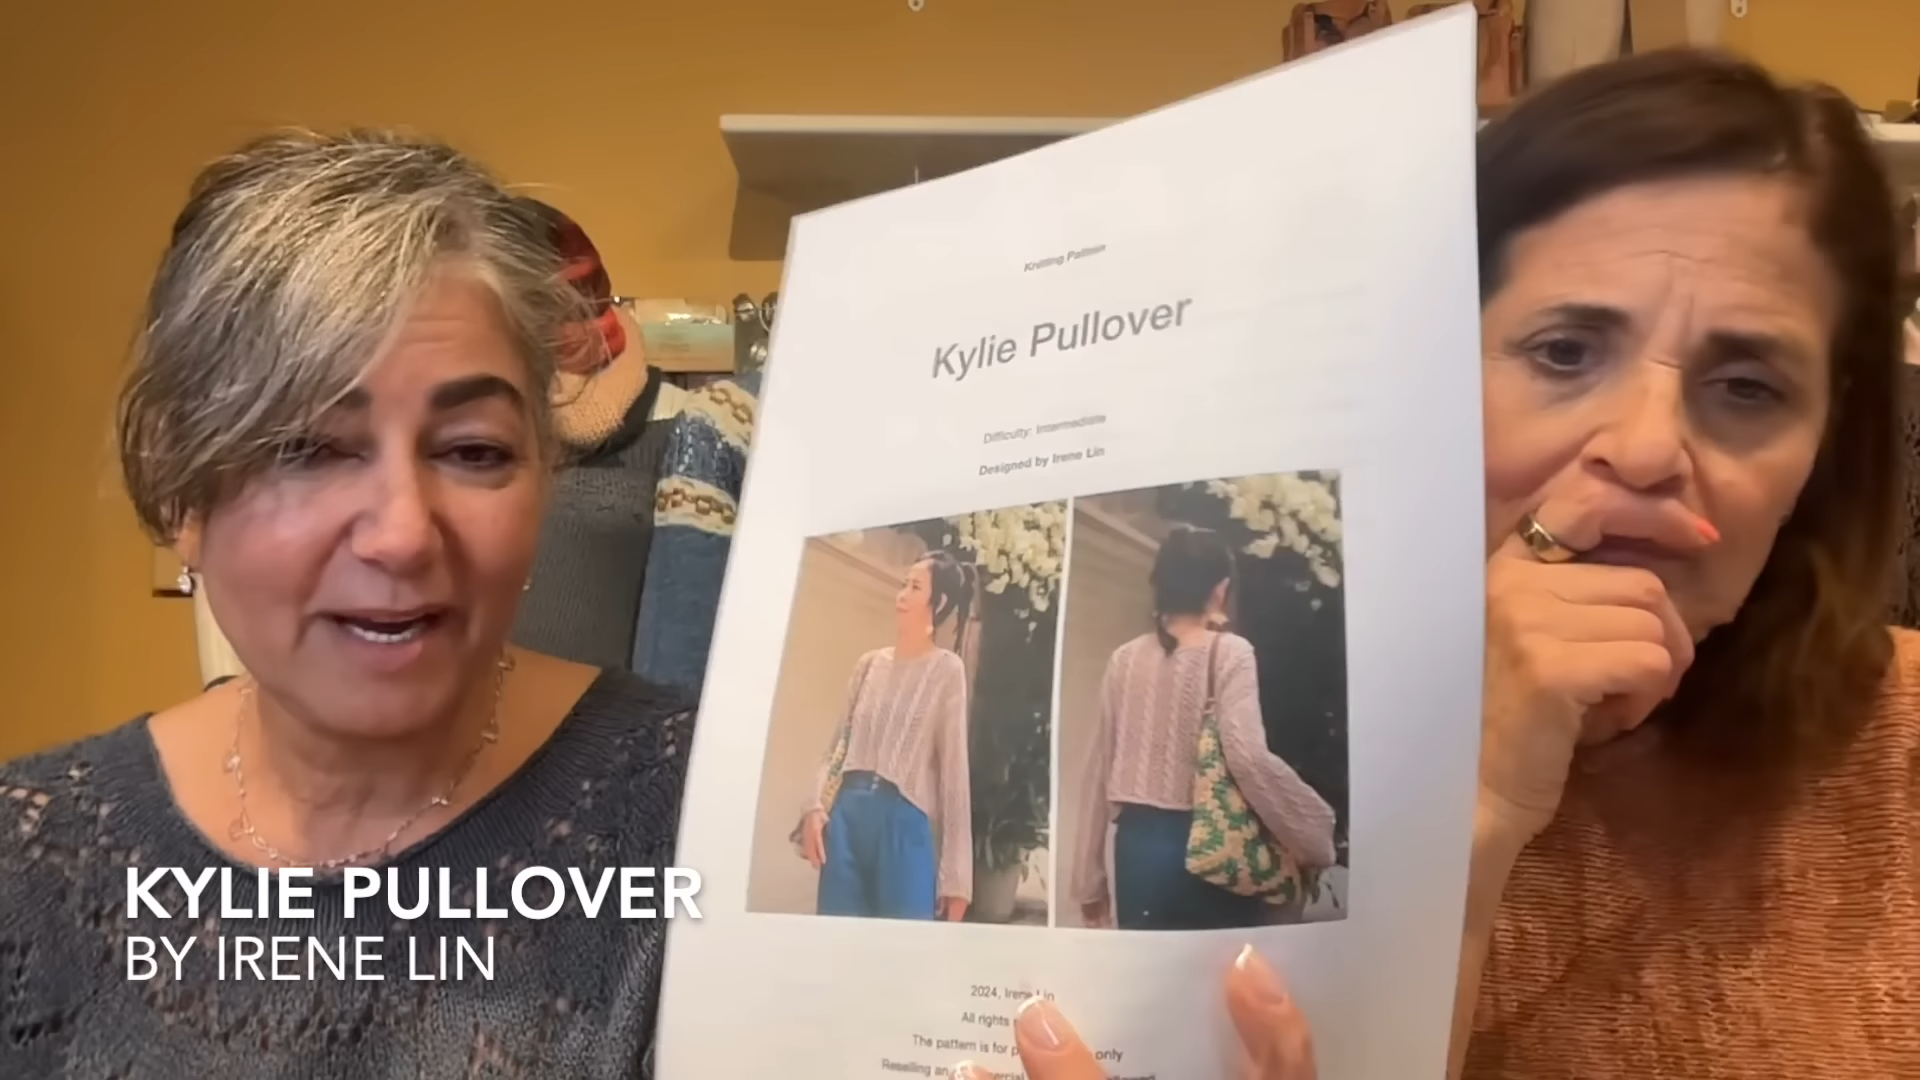 Knitting Pattern
Kylie Pullover
Difficulty: Intermediate
Designed by Irene Lin
2024, Irene Lin
All rights
The pattern is for only
Reselling
KYLIE PULLOVER
BY IRENE LIN